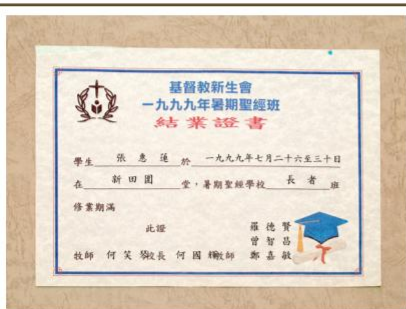 基督教新生會
一九九九年暑期聖經班
結業證書
學生 張惠蓮 於 一九九九年七月二十六至三十日
在 新田圍 堂，暑期聖經學校 長者 班
修業期滿
此證
羅德賢
曾智昌
牧師 何笑 校長 何國 教師 鄭嘉敏